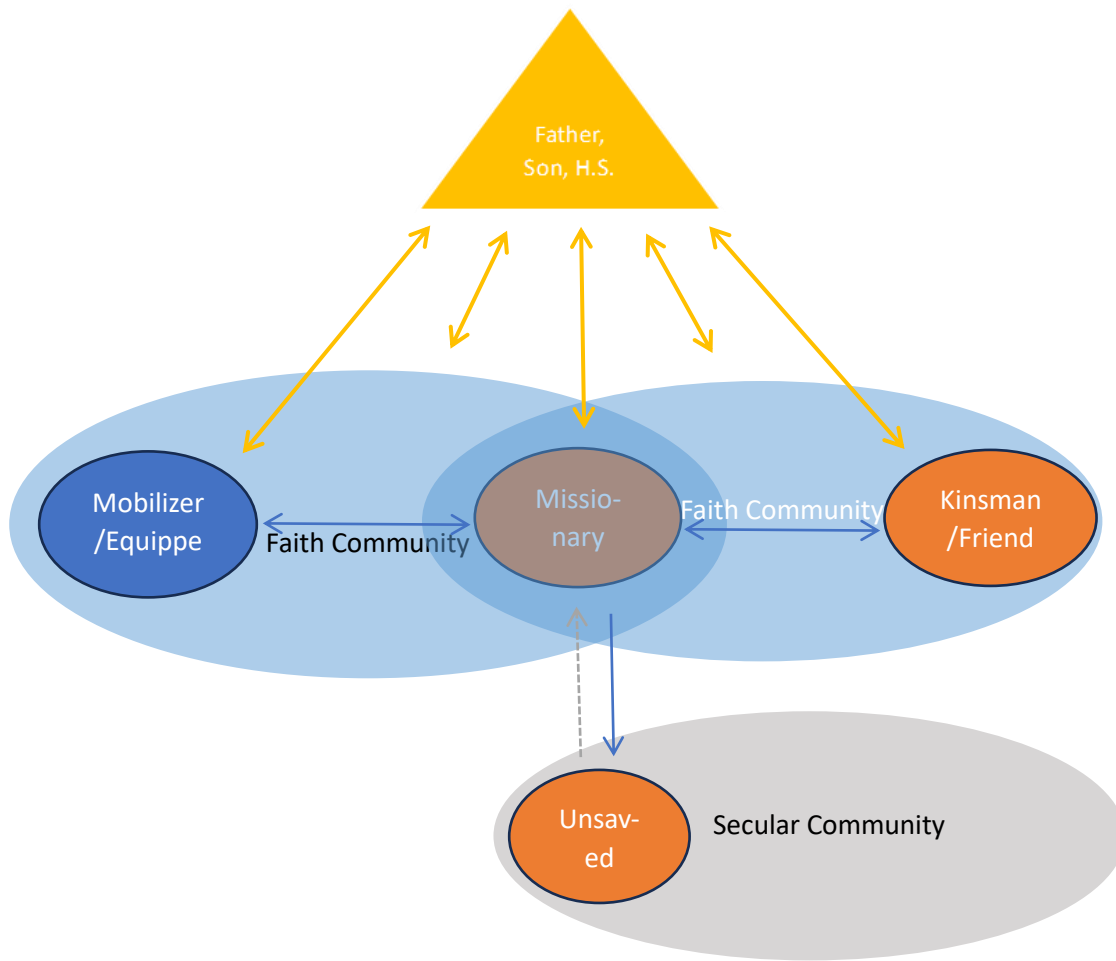 Father,
Son, H.S.
Mobilizer
/Equippe
Faith Community
Missio-
nary
Faith Community
Kinsman
/Friend
Unsav-
ed
Secular Community